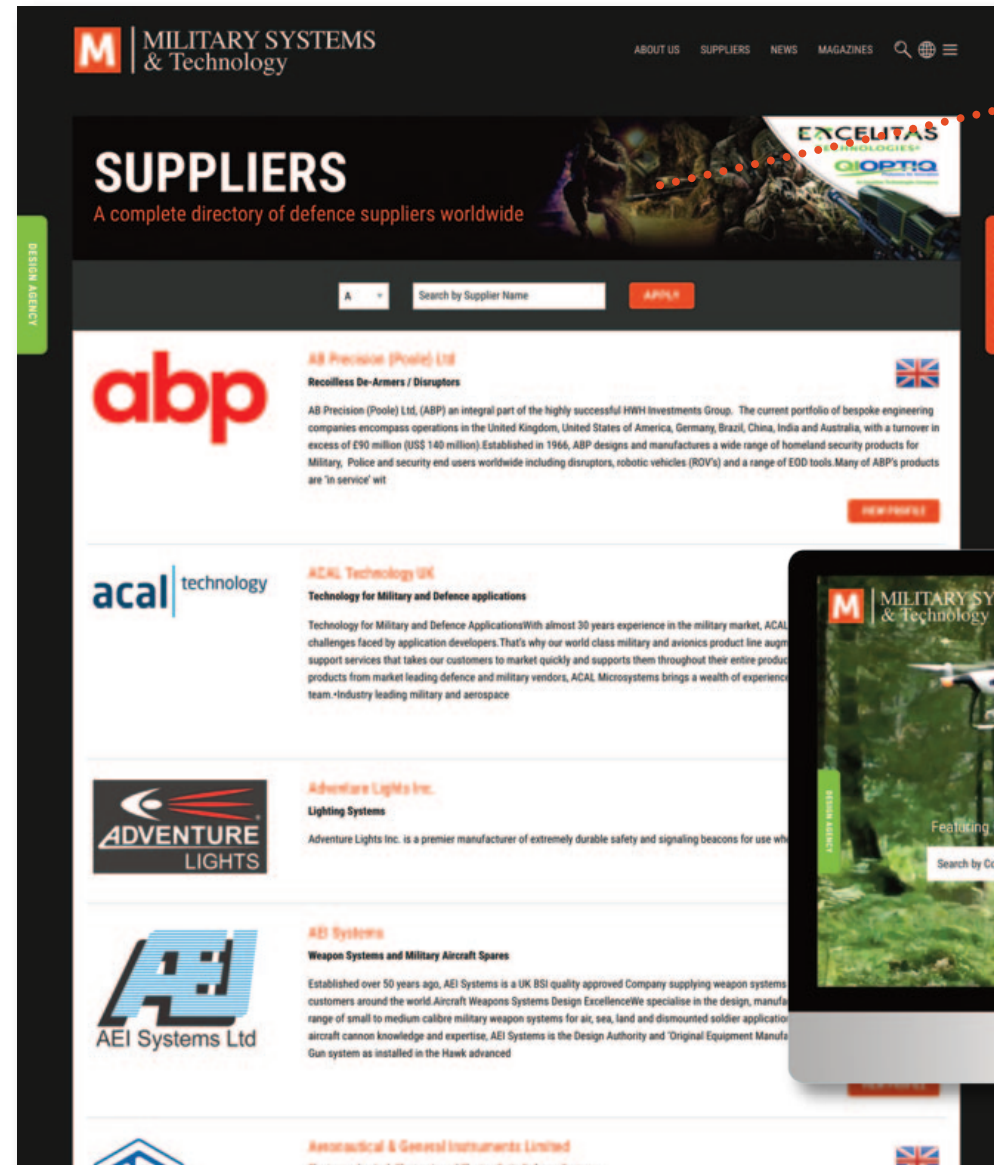 M
MILITARY SYSTEMS
& Technology
ABOUT US SUPPLIERS NEWS MAGAZINES
SUPPLIERS
A complete directory of defence suppliers worldwide
EXCELITAS
TECHNOLOGIES
QIOPTIQ
DESIGN AGENCY
A
Search by Supplier Name
APPLY
abp
AB Precision (Poole) Ltd
Recoilless De-Armers / Disruptors
AB Precision (Poole) Ltd, (ABP) an integral part of the highly successful HWH Investments Group. The current portfolio of bespoke engineering
companies encompass operations in the United Kingdom, United States of America, Germany, Brazil, China, India and Australia, with a turnover in
excess of £90 million (US$ 140 million).Established in 1966, ABP designs and manufactures a wide range of homeland security products for
Military, Police and security end users worldwide including disruptors, robotic vehicles (ROV's) and a range of EOD tools.Many of ABP's products
are 'in service' wit
VIEW PROFILE
acal technology
ACAL Technology UK
Technology for Military and Defence applications
Technology for Military and Defence ApplicationsWith almost 30 years experience in the military market, ACAL
challenges faced by application developers.That's why our world class military and avionics product line augm
support services that takes our customers to market quickly and supports them throughout their entire produc
products from market leading defence and military vendors, ACAL Microsystems brings a wealth of experience
team.•Industry leading military and aerospace
ADVENTURE
LIGHTS
Adventure Lights Inc.
Lighting Systems
Adventure Lights Inc. is a premier manufacturer of extremely durable safety and signaling beacons for use whe
AEI
AEI Systems Ltd
AEI Systems
Weapon Systems and Military Aircraft Spares
Established over 50 years ago, AEI Systems is a UK BSI quality approved Company supplying weapon systems
customers around the world.Aircraft Weapons Systems Design ExcellenceWe specialise in the design, manufa
range of small to medium calibre military weapon systems for air, sea, land and dismounted soldier application
aircraft cannon knowledge and expertise, AEI Systems is the Design Authority and 'Original Equipment Manufa
Gun system as installed in the Hawk advanced
VIEW PROFILE
Aeronautical & General Instruments Limited
M
MILITARY SY
& Technology
DESIGN AGENCY
Featuring
Search by Co